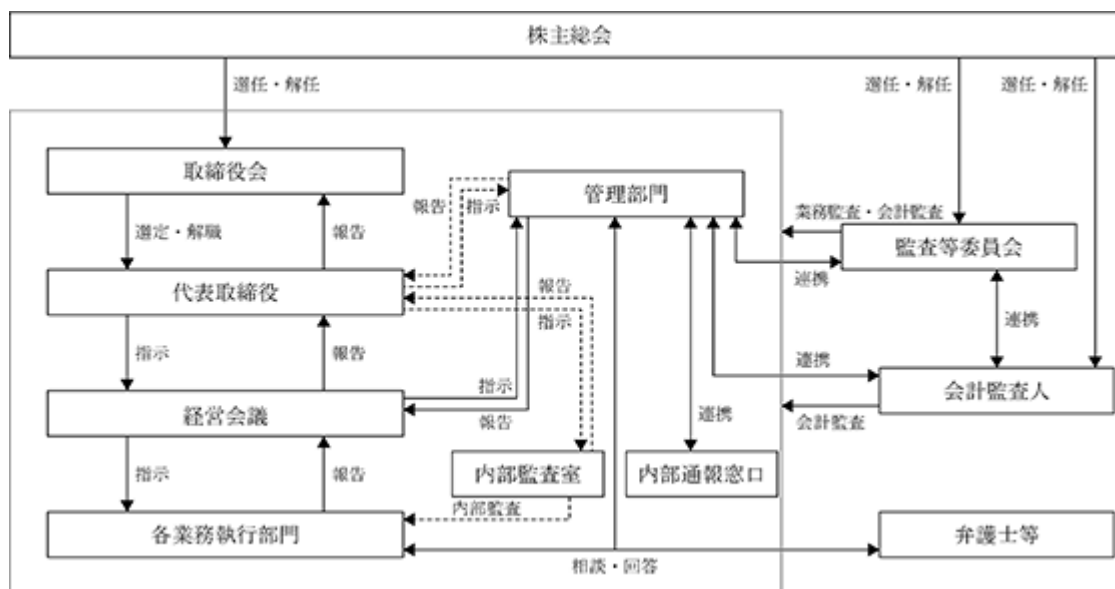 株主総会
選任・解任
選任・解任
選任・解任
取締役会
管理部門
報告
指示
業務監査・会計監査
選定・解職
報告
監査等委員会
連携
代表取締役
報告
指示
連携
指示
報告
連携
指示
経営会議
会計監査人
報告
連携
会計監査
指示
報告
内部監査室
内部通報窓口
内部監査
各業務執行部門
弁護士等
相談・回答